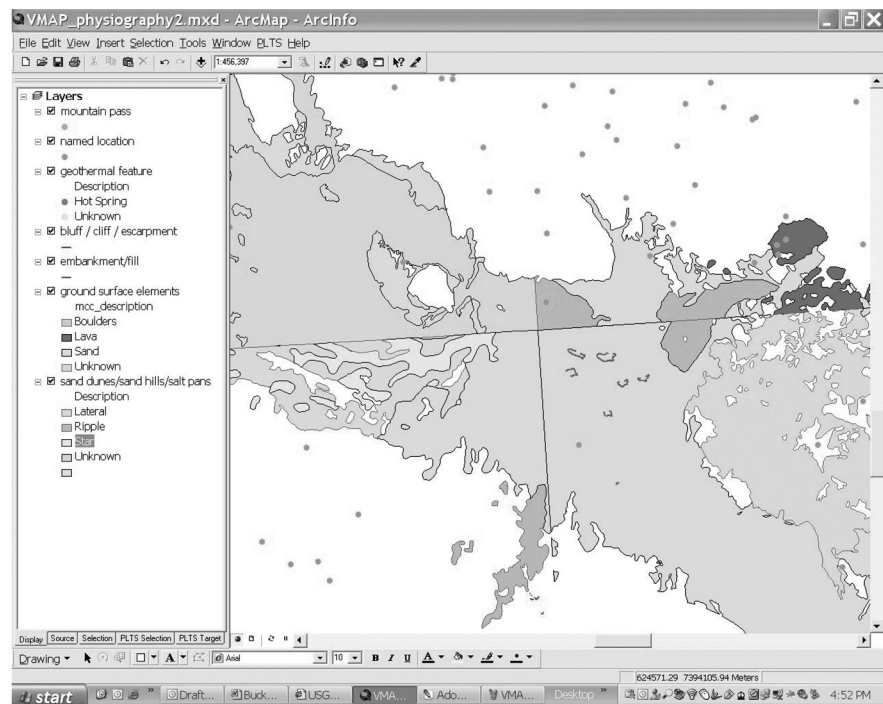 VMAP_physiography2.mxd - ArcMap - ArcInfo
File Edit View Insert Selection Tools Window PLTS Help
1:456,397
Layers
mountain pass
named location
geothermal feature
Description
Hot Spring
Unknown
bluff / cliff / escarpment
embankment/fill
ground surface elements
mcc_description
Boulders
Lava
Sand
Unknown
sand dunes/sand hills/salt pans
Description
Lateral
Ripple
Star
Unknown
Display Source Selection PLTS Selection PLTS Target
Drawing Arial 10 B I U A
624571.29 7394105.94 Meters
start Draft... Buck... USG... VMA... Ado... VMA... Desktop » 4:52 PM